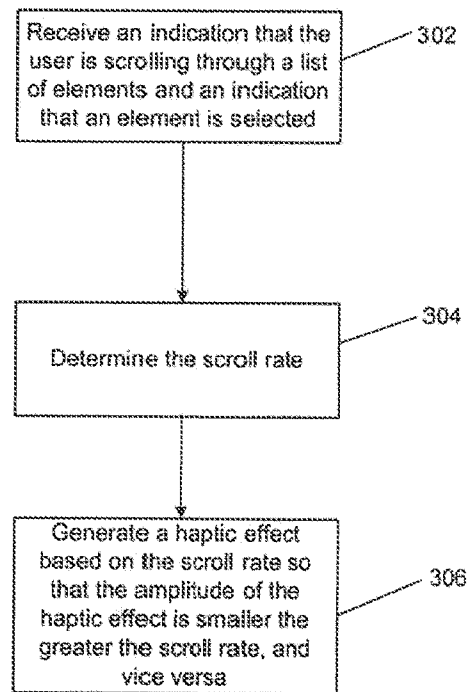 Receive an indication that the
user is scrolling through a list
of elements and an indication
that an element is selected
302
Determine the scroll rate
304
Generate a haptic effect
based on the scroll rate so
that the amplitude of the
haptic effect is smaller the
greater the scroll rate, and
vice versa
306